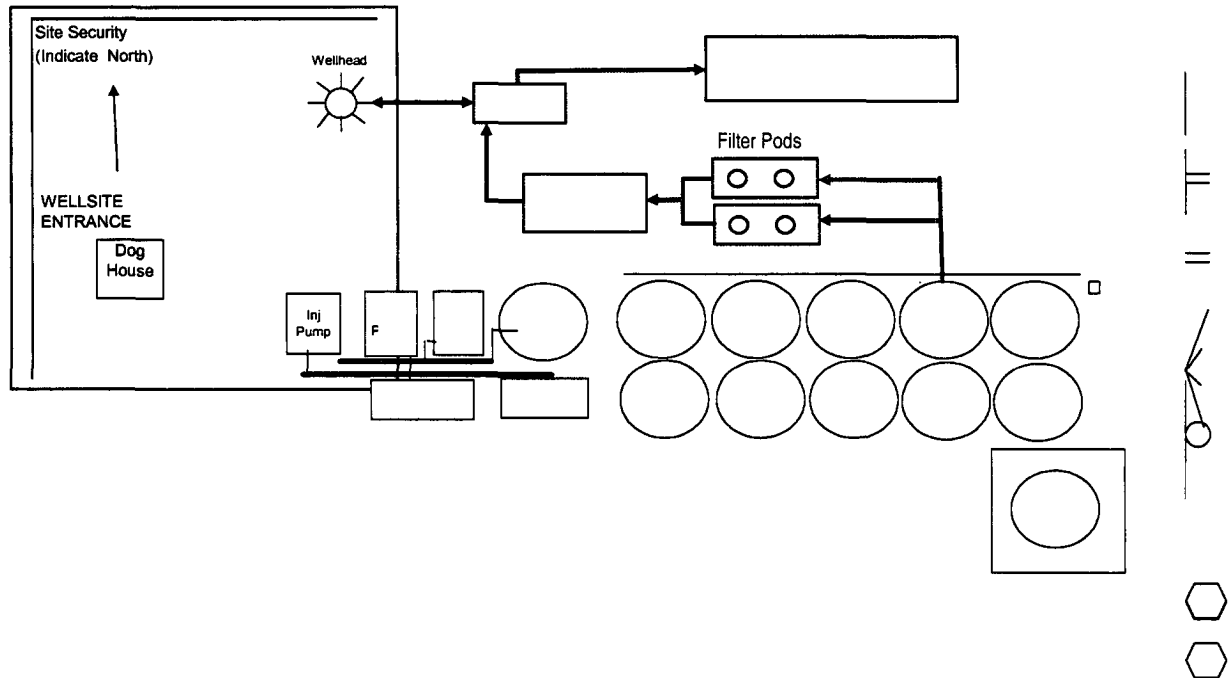 Site Security
(Indicate North)
Wellhead
Filter Pods
WELLSITE
ENTRANCE
Dog
House
Inj
Pump
F